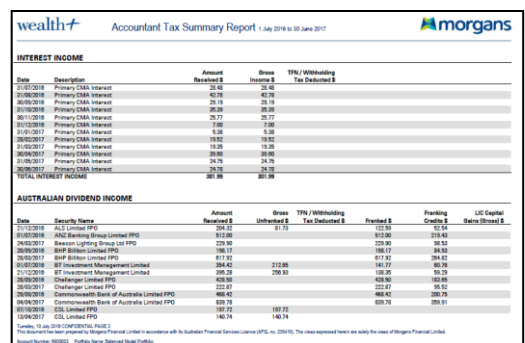 wealth+ Accountant Tax Summary Report 1 July 2016 to 30 June 2017 morgans
INTEREST INCOME
Amount Gross TFN / Withholding
Date Description Received $ Income $ Tax Deducted $
31/07/2016 Primary CMA Interest 28.48 28.48
31/08/2016 Primary CMA Interest 42.78 42.78
30/09/2016 Primary CMA Interest 29.19 29.19
31/10/2016 Primary CMA Interest
30/11/2016 Primary CMA Interest 25.77 25.77
31/12/2016 Primary CMA Interest 7.00 7.00
31/01/2017 Primary CMA Interest 5.38 5.38
28/02/2017 Primary CMA Interest 19.52 19.52
31/03/2017 Primary CMA Interest 19.35 19.35
30/04/2017 Primary CMA Interest
31/05/2017 Primary CMA Interest 24.75 24.75
30/06/2017 Primary CMA Interest 24.78 24.78
TOTAL INTEREST INCOME 301.99 301.99
AUSTRALIAN DIVIDEND INCOME
Amount Gross TFN / Withholding Franking LIC Capital
Date Security Name Received $ Unfranked $ Tax Deducted $ Franked $ Credits $ Gains (Gross) $
21/12/2016 ALS Limited FPO 204.32 81.73 122.59 52.54
01/07/2016 ANZ Banking Group Limited FPO 512.00 512.00 219.43
24/02/2017 Beacon Lighting Group Ltd FPO 229.90 229.90 98.53
20/09/2016 BHP Billiton Limited FPO 198.17 198.17 84.93
28/03/2017 BHP Billiton Limited FPO 617.92 617.92 264.82
01/07/2016 BT Investment Management Limited 354.42 212.65 141.77 60.76
21/12/2016 BT Investment Management Limited 395.28 256.93 138.35 59.29
28/09/2016 Challenger Limited FPO 428.50 428.50 183.65
28/03/2017 Challenger Limited FPO 222.87 222.87 95.52
29/09/2016 Commonwealth Bank of Australia Limited FPO 468.42 468.42 200.75
04/04/2017 Commonwealth Bank of Australia Limited FPO 839.78 839.78 359.91
07/10/2016 CSL Limited FPO 187.72 187.72
13/04/2017 CSL Limited FPO 140.74 140.74
Tuesday, 18 July 2018 CONFIDENTIAL PAGE 3
This document has been prepared by Morgans Financial Limited in accordance with its Australian Financial Services Licence (AFSL no. 235410). The views expressed herein are solely the views of Morgans Financial Limited.
Account Number: Portfolio Name: Balanced Model Portfolio